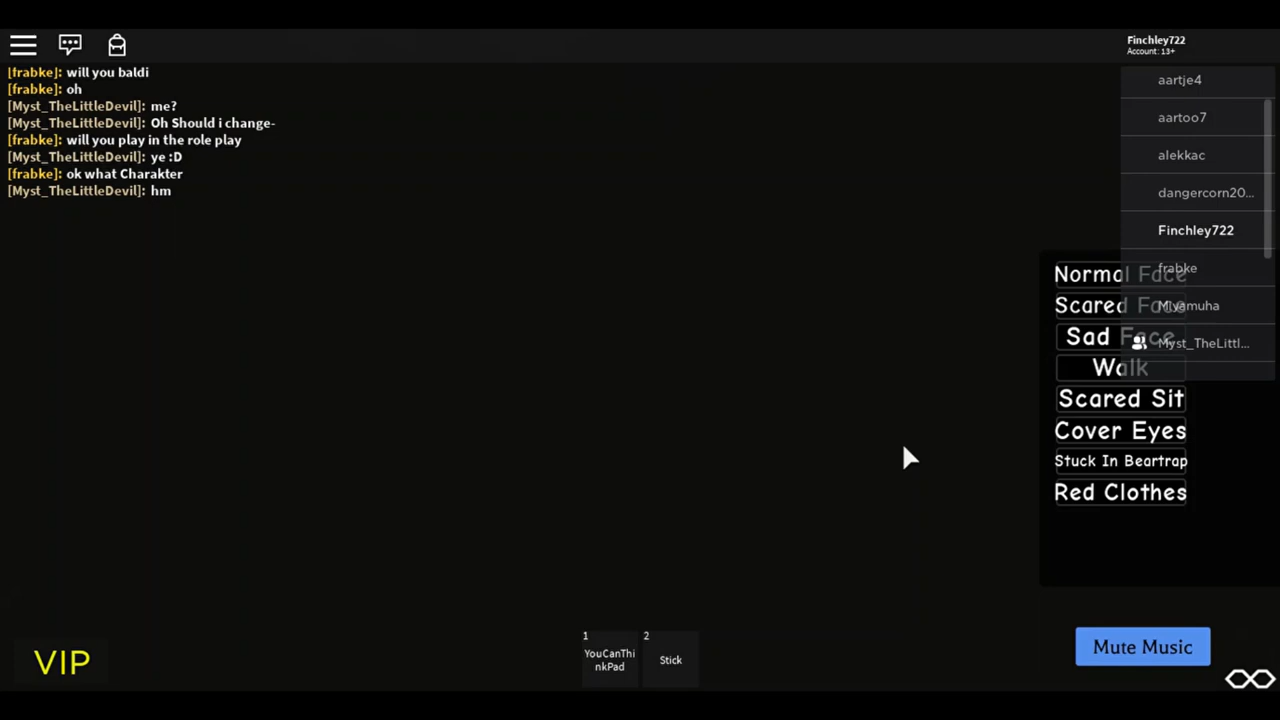 Finchley722
Account: 13+
[frabke]: will you baldi
[frabke]: oh
[Myst_TheLittleDevil]: me?
[Myst_TheLittleDevil]: Oh Should i change-
[frabke]: will you play in the role play
[Myst_TheLittleDevil]: ye :D
[frabke]: ok what Charakter
[Myst_TheLittleDevil]: hm
aartje4
aartoo7
alekkac
dangercorn20...
Finchley722
frabke
Miyamuha
Myst_TheLittl...
Normal Face
Scared Face
Sad Face
Walk
Scared Sit
Cover Eyes
Stuck In Beartrap
Red Clothes
VIP
1
YouCanThi
nkPad
2
Stick
Mute Music